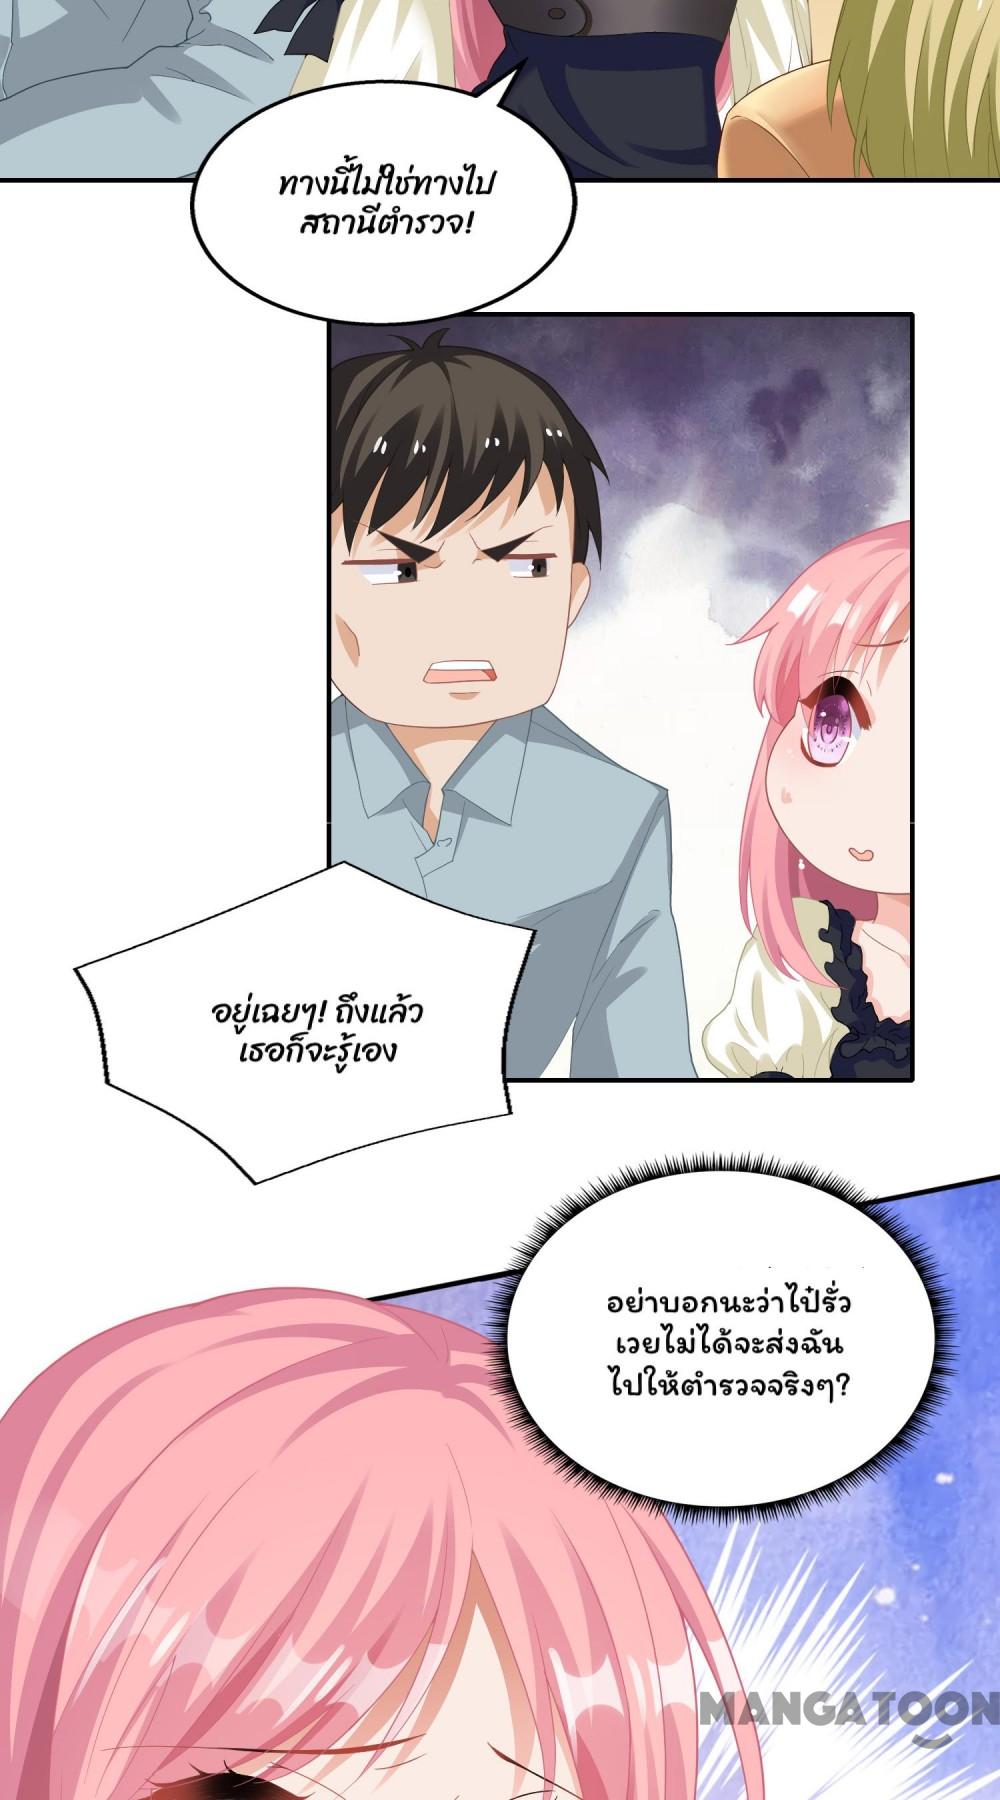 ทางนี้ไม่ใช่ทางไป
สถานีตำรวจ!
อยู่เฉยๆ! ถึงแล้ว
เธอก็จะรู้เอง
อย่าบอกนะว่าไป๋รั่ว
เวยไม่ได้จะส่งฉัน
ไปให้ตำรวจจริงๆ?
MANGATOON